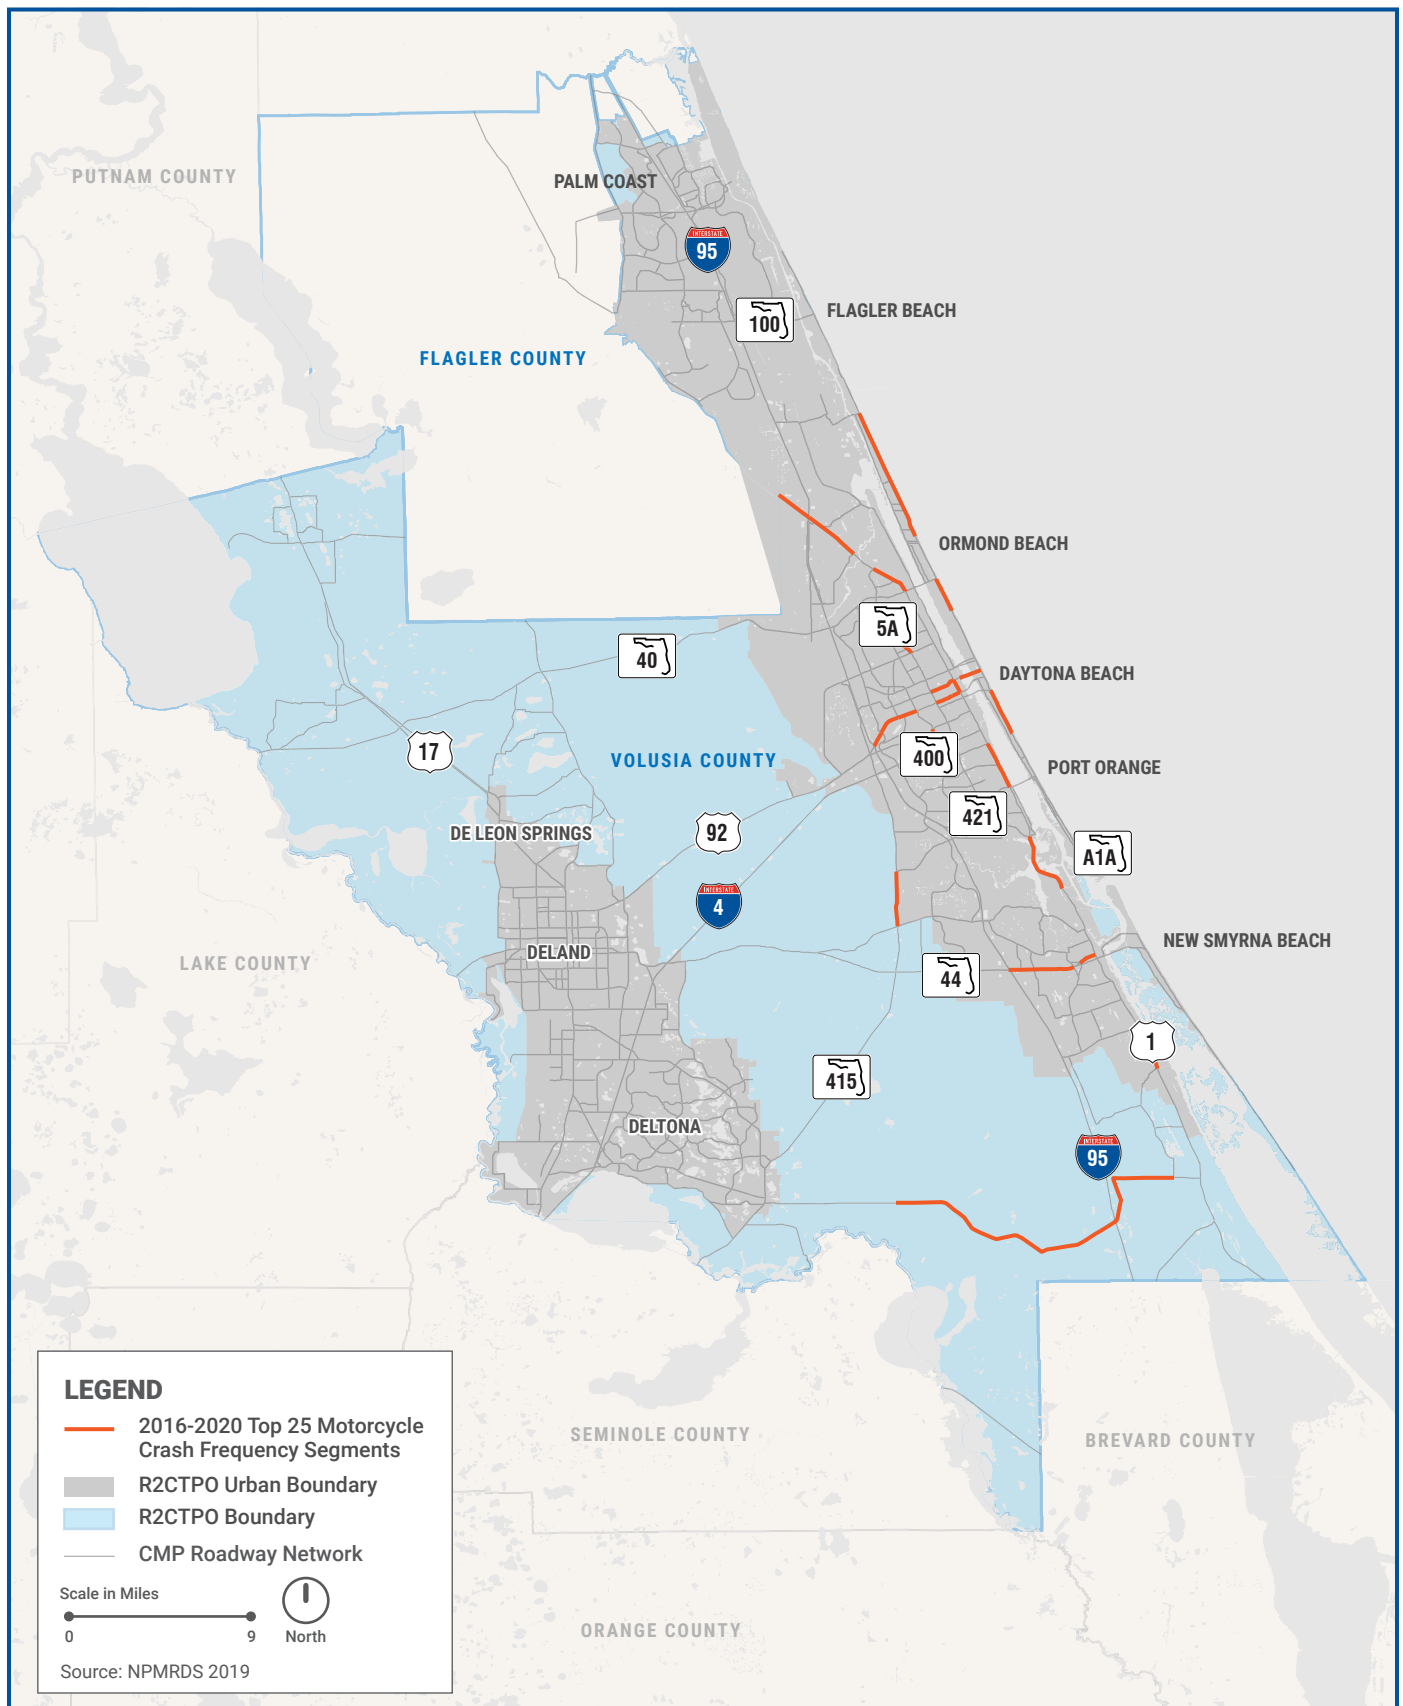 PUTNAM COUNTY
PALM COAST
INTERSTATE
95
100
FLAGLER BEACH
FLAGLER COUNTY
ORMOND BEACH
5A
40
DAYTONA BEACH
17
VOLUSIA COUNTY
400
PORT ORANGE
421
DE LEON SPRINGS
92
A1A
INTERSTATE
4
NEW SMYRNA BEACH
DELAND
LAKE COUNTY
44
1
415
DELTONA
INTERSTATE
95
LEGEND
2016-2020 Top 25 Motorcycle
Crash Frequency Segments
R2CTPO Urban Boundary
R2CTPO Boundary
CMP Roadway Network
Scale in Miles
0 9 North
Source: NPMRDS 2019
SEMINOLE COUNTY
BREVARD COUNTY
ORANGE COUNTY